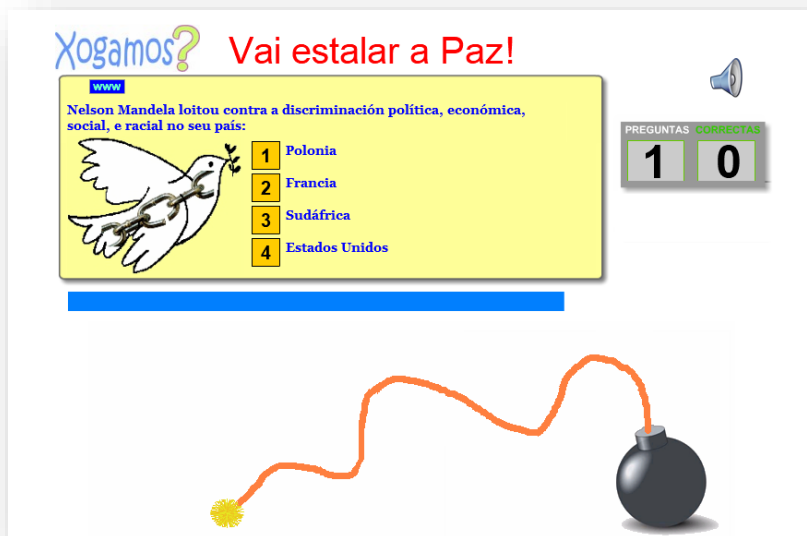 Xogamos?
Vai estalar a Paz!
www
Nelson Mandela loitou contra a discriminación política, económica,
social, e racial no seu país:
1 Polonia
2 Francia
3 Sudáfrica
4 Estados Unidos
PREGUNTAS CORRECTAS
1 0